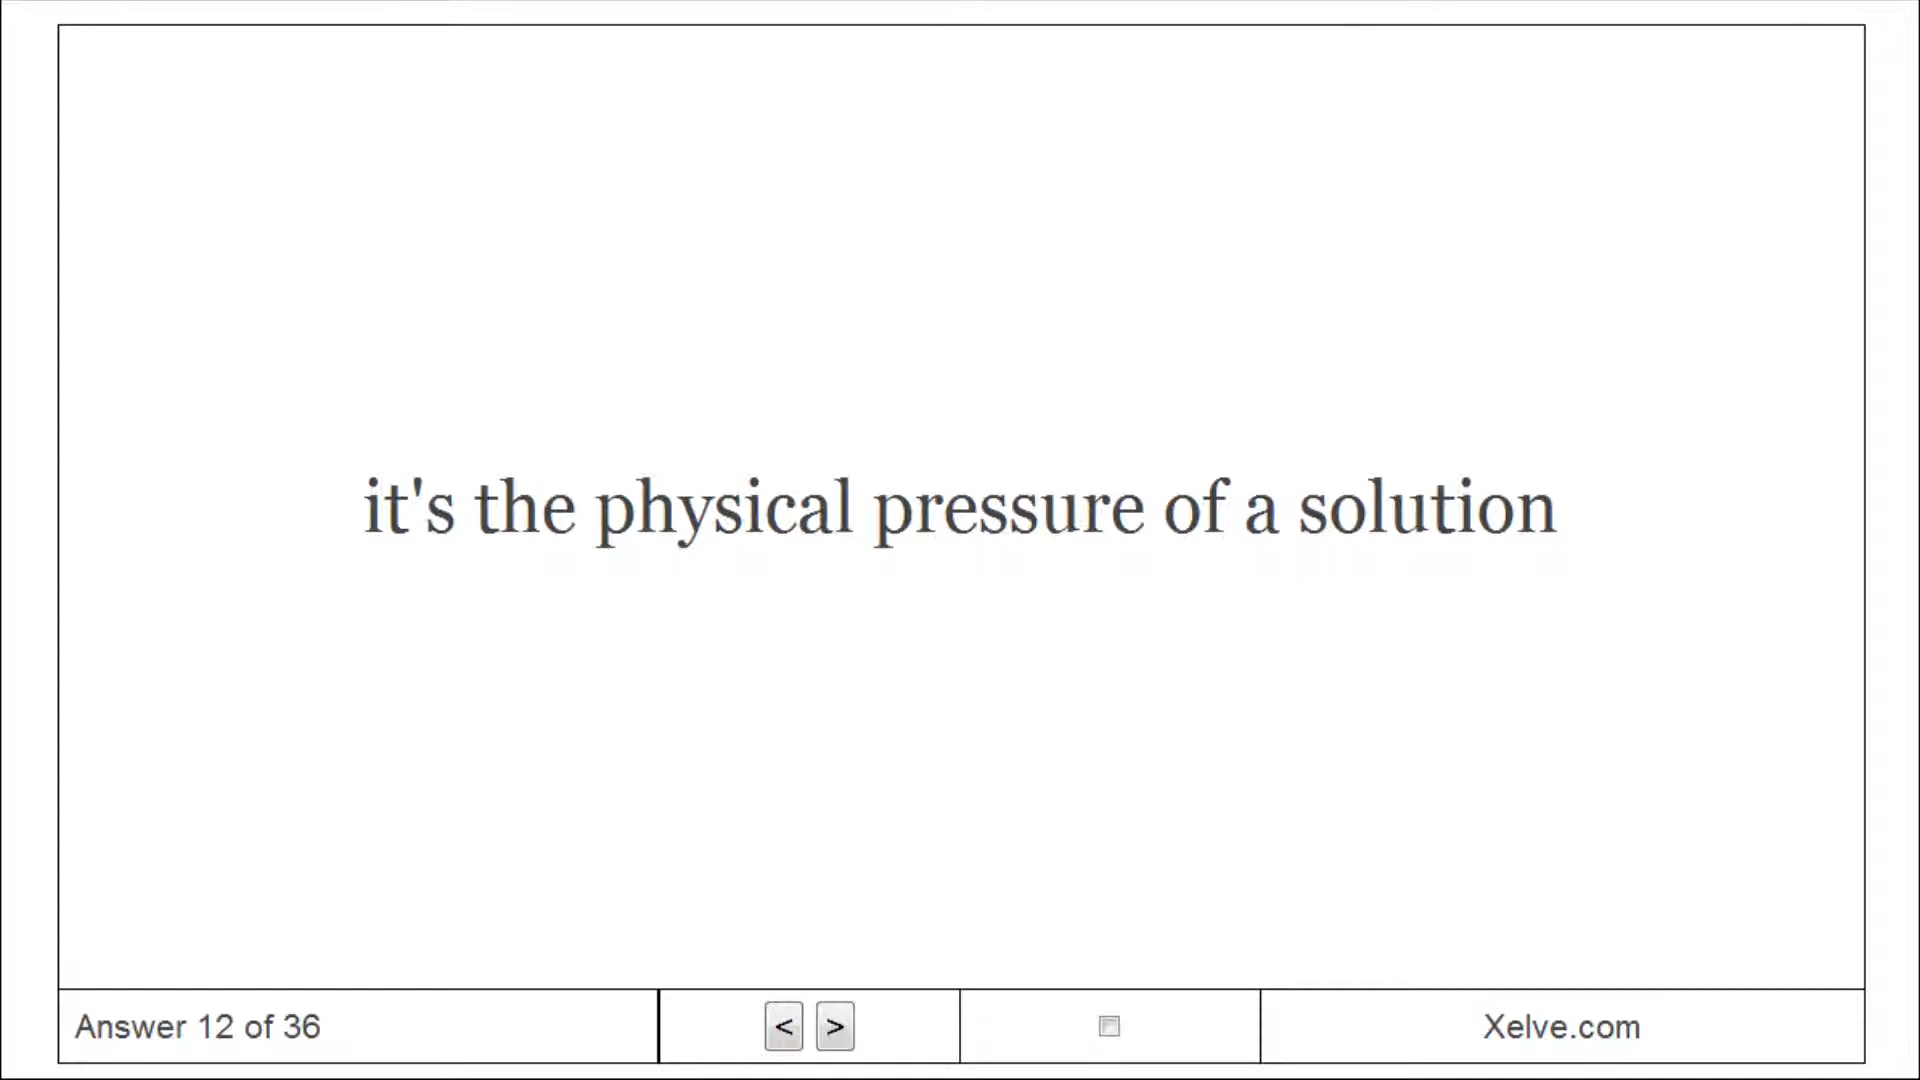 it's the physical pressure of a solution
Answer 12 of 36
< >
Xelve.com